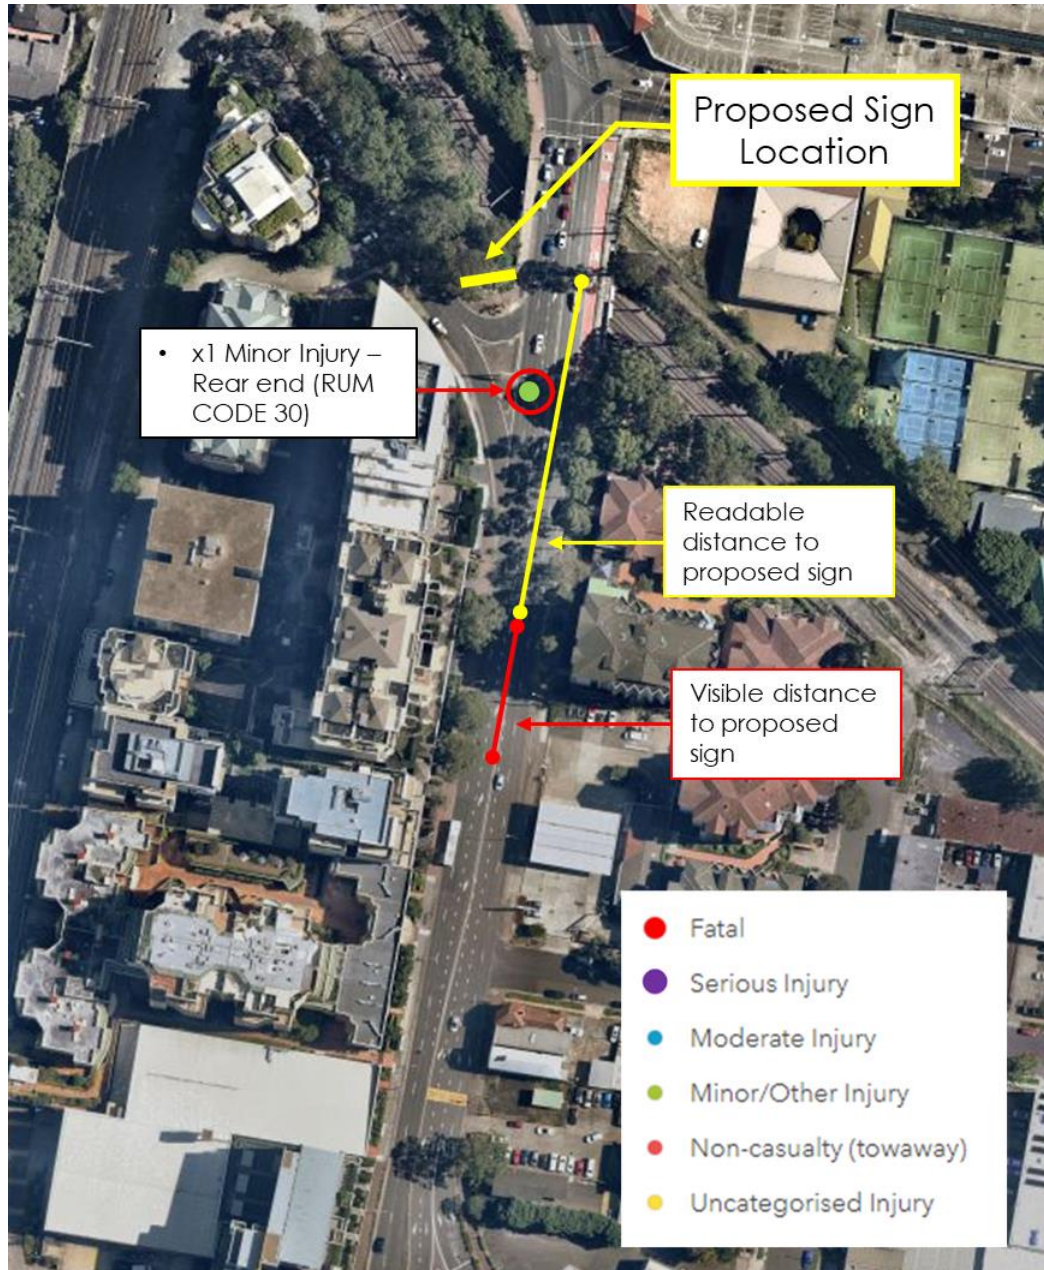 Proposed Sign
Location
• x1 Minor Injury –
Rear end (RUM
CODE 30)
Readable
distance to
proposed sign
Visible distance
to proposed
sign
Fatal
Serious Injury
Moderate Injury
Minor/Other Injury
Non-casualty (towaway)
Uncategorised Injury